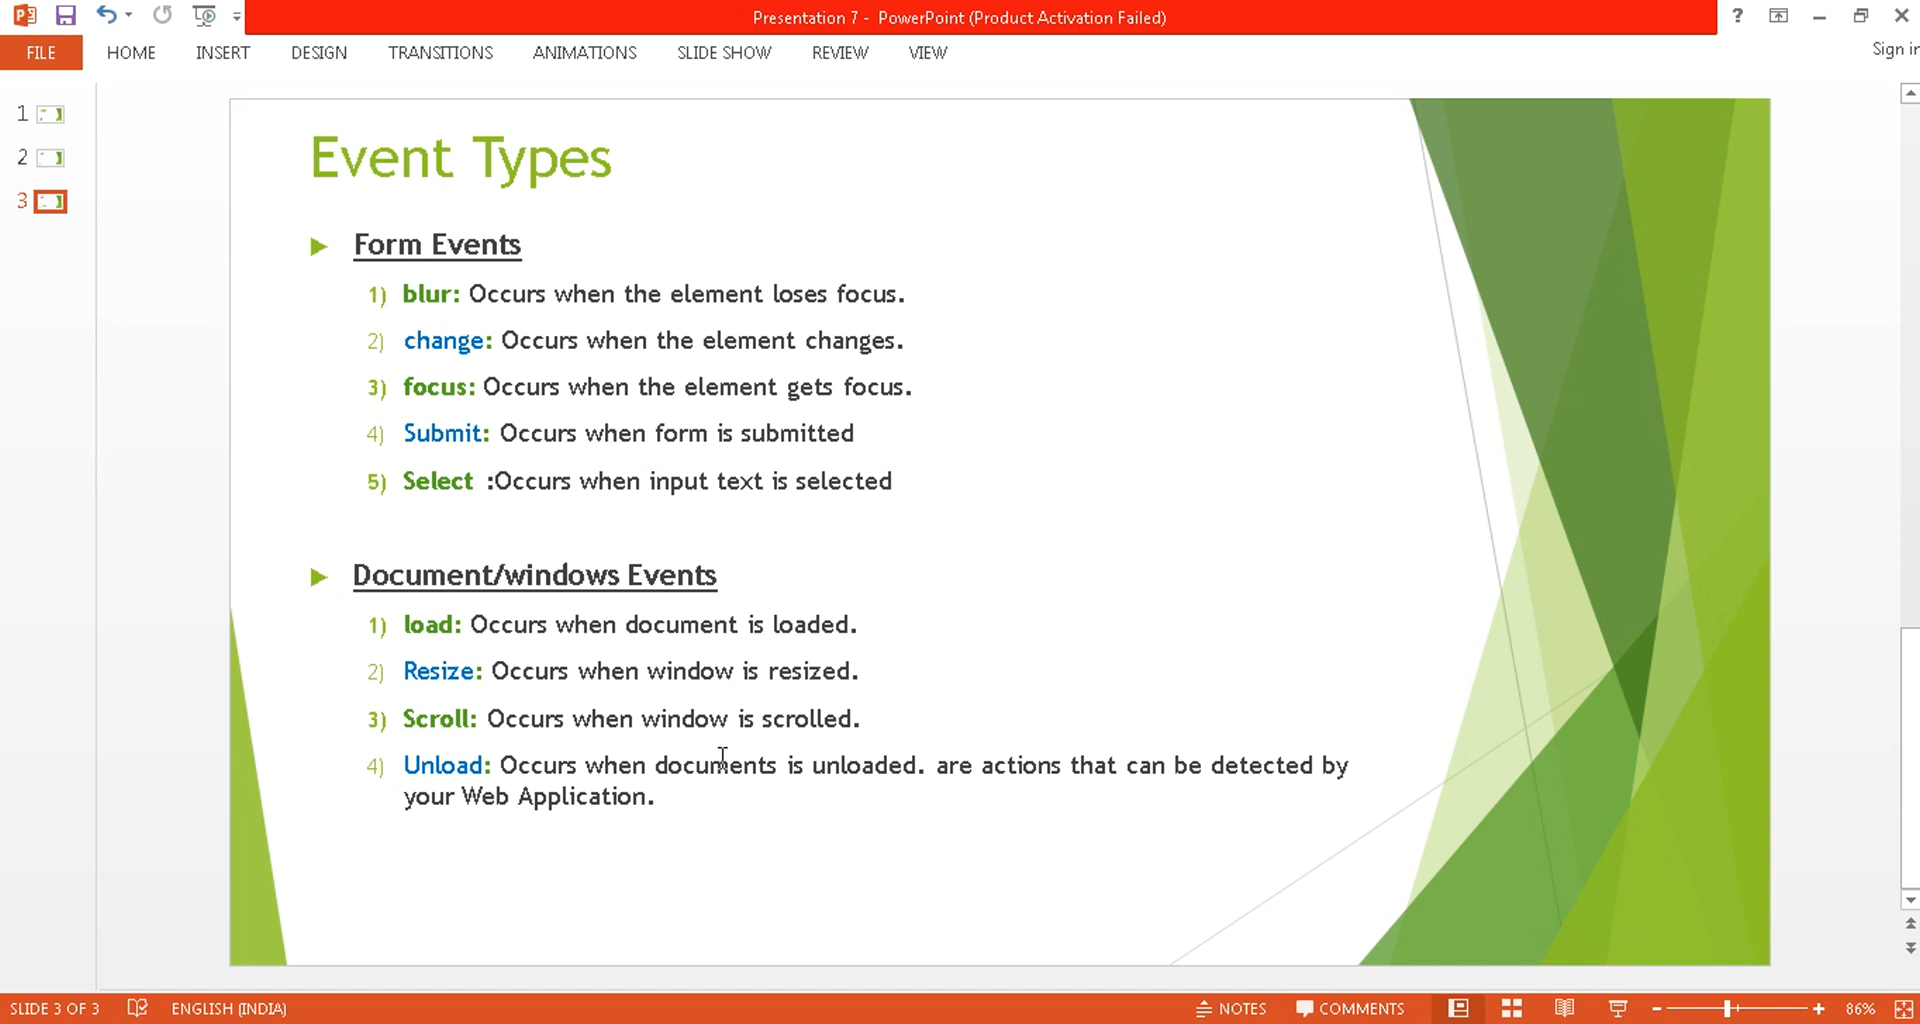 Presentation 7 - PowerPoint (Product Activation Failed)
?
FILE HOME INSERT DESIGN TRANSITIONS ANIMATIONS SLIDE SHOW REVIEW VIEW
Sign in
1
2
3
Event Types
Form Events
1) blur: Occurs when the element loses focus.
2) change: Occurs when the element changes.
3) focus: Occurs when the element gets focus.
4) Submit: Occurs when form is submitted
5) Select :Occurs when input text is selected
Document/windows Events
1) load: Occurs when document is loaded.
2) Resize: Occurs when window is resized.
3) Scroll: Occurs when window is scrolled.
4) Unload: Occurs when documents is unloaded. are actions that can be detected by
your Web Application.
SLIDE 3 OF 3 ENGLISH (INDIA) NOTES COMMENTS 86%